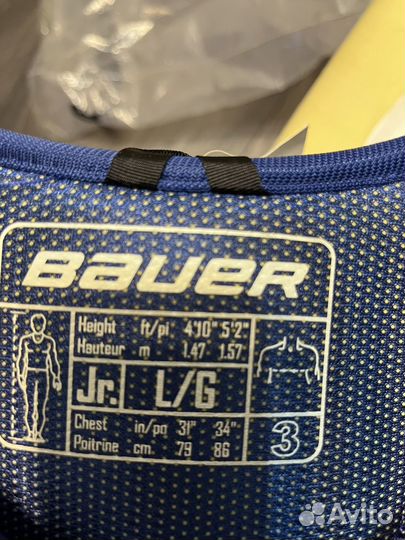 BAUER
Height ft/pi 4'10" 5'2"
Hauteur m 1.47 1.57
Jr. L/G
Chest in/po 31" 34"
Poitrine cm. 79 86
3
Avito